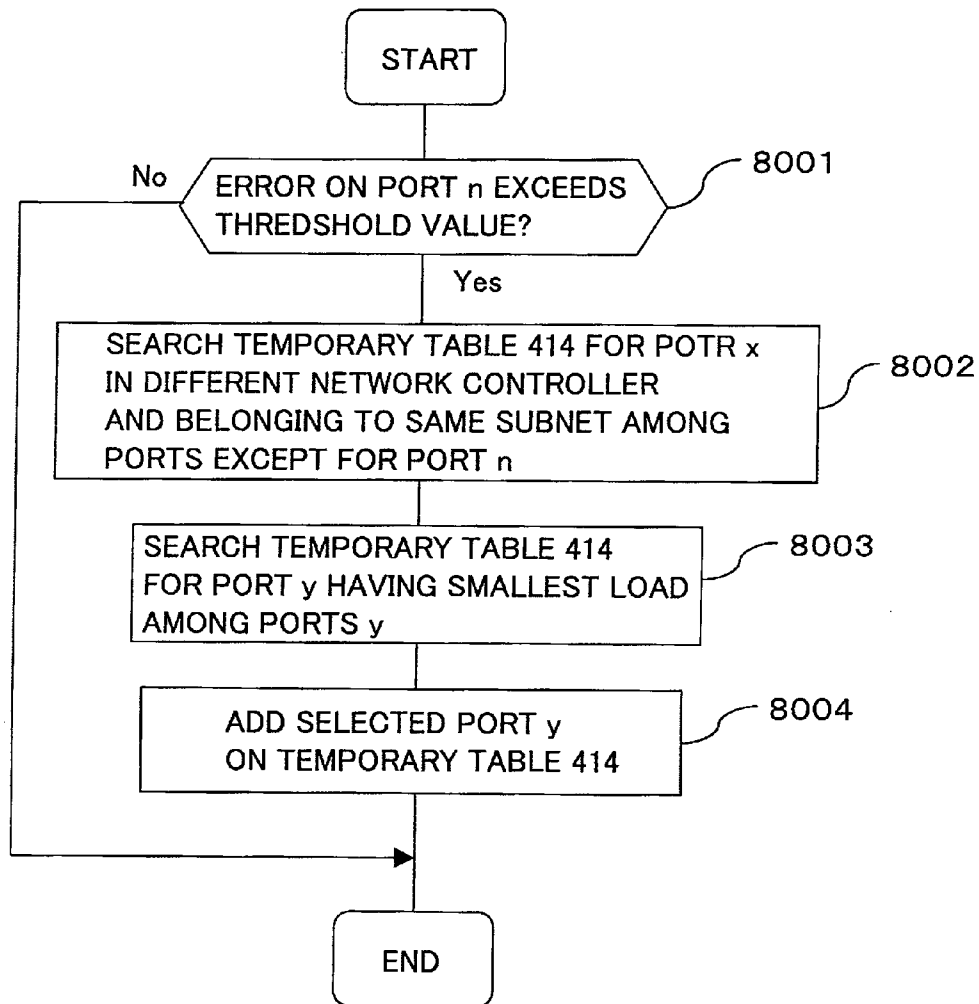 START
No
ERROR ON PORT n EXCEEDS
THREDSHOLD VALUE?
8001
Yes
SEARCH TEMPORARY TABLE 414 FOR POTR x
IN DIFFERENT NETWORK CONTROLLER
AND BELONGING TO SAME SUBNET AMONG
PORTS EXCEPT FOR PORT n
8002
SEARCH TEMPORARY TABLE 414
FOR PORT y HAVING SMALLEST LOAD
AMONG PORTS y
8003
ADD SELECTED PORT y
ON TEMPORARY TABLE 414
8004
END